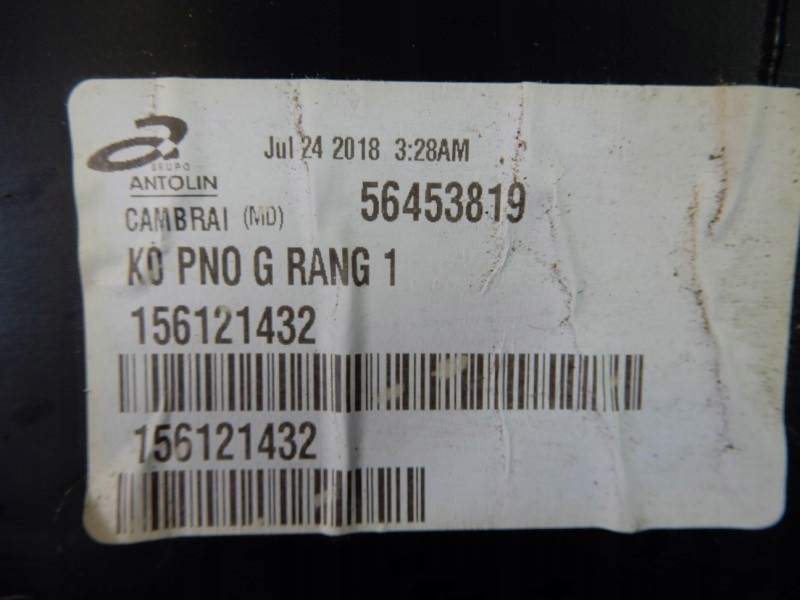 Jul 24 2018 3:28AM
GRUPO
ANTOLIN
56453819
CAMBRAI (MD)
K0 PNO G RANG 1
156121432
156121432